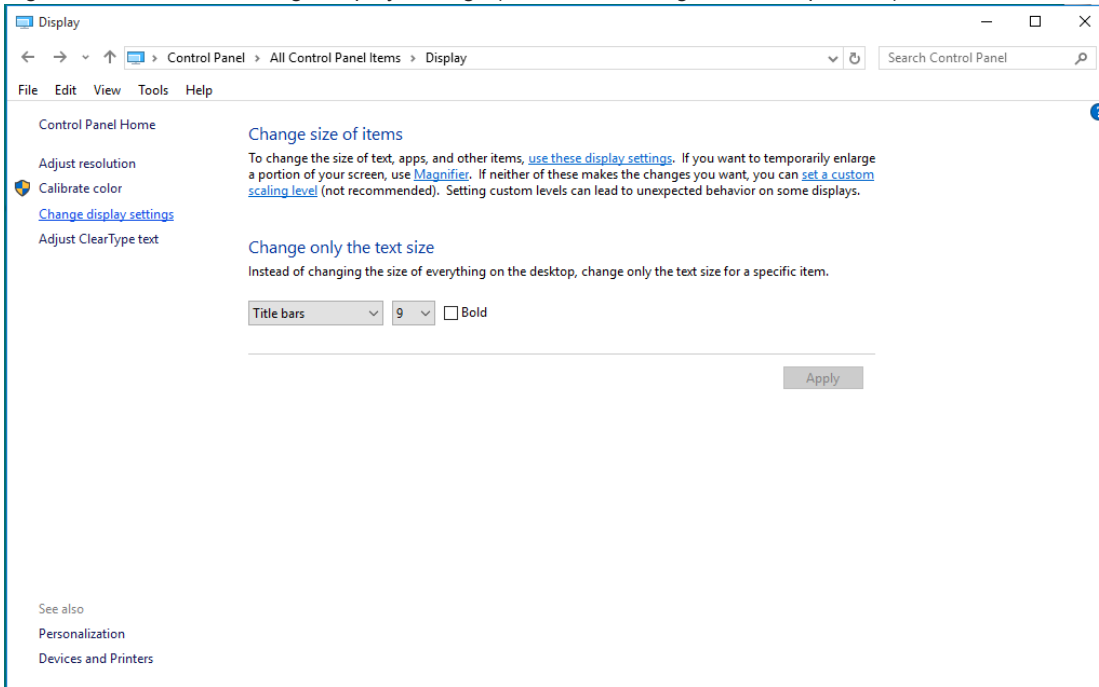 Display
Control Panel > All Control Panel Items > Display
Search Control Panel
File Edit View Tools Help
Control Panel Home
Adjust resolution
Calibrate color
Change display settings
Adjust ClearType text
Change size of items
To change the size of text, apps, and other items, use these display settings. If you want to temporarily enlarge
a portion of your screen, use Magnifier. If neither of these makes the changes you want, you can set a custom
scaling level (not recommended). Setting custom levels can lead to unexpected behavior on some displays.
Change only the text size
Instead of changing the size of everything on the desktop, change only the text size for a specific item.
Title bars 9 Bold
Apply
See also
Personalization
Devices and Printers